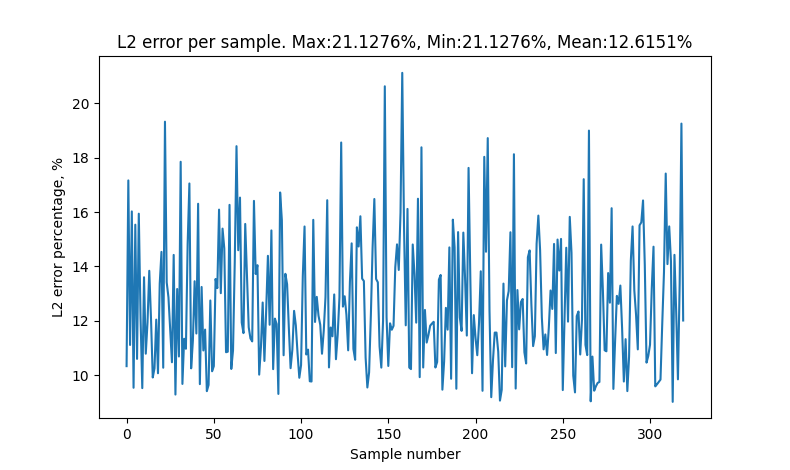 L2 error per sample. Max:21.1276%, Min:21.1276%, Mean:12.6151%
L2 error percentage, %
20
18
16
14
12
10
0 50 100 150 200 250 300
Sample number